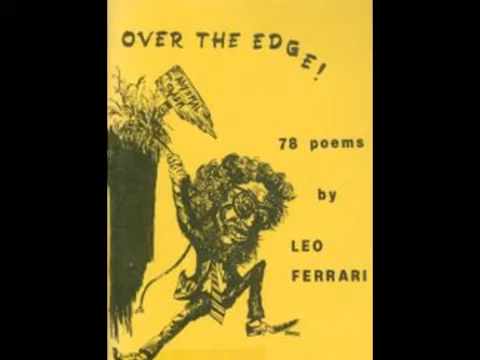 OVER THE EDGE!
78 poems
by
LEO
FERRARI